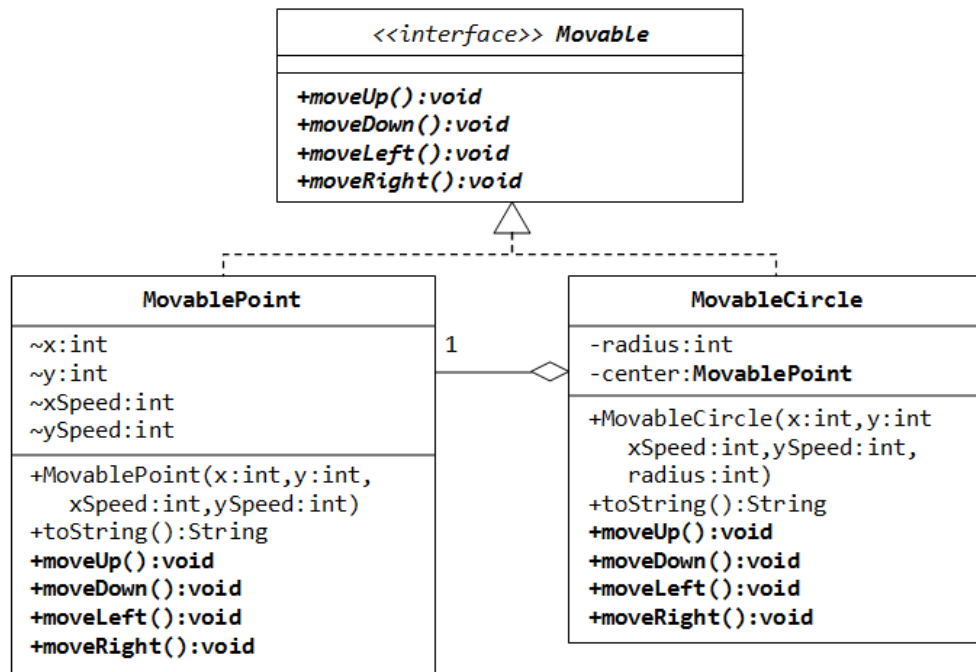 <<interface>> Movable
+moveUp():void
+moveDown():void
+moveLeft():void
+moveRight():void
MovablePoint
~x:int
~y:int
~xSpeed:int
~ySpeed:int
+MovablePoint(x:int,y:int,
xSpeed:int,ySpeed:int)
+toString():String
+moveUp():void
+moveDown():void
+moveLeft():void
+moveRight():void
1
MovableCircle
-radius:int
-center:MovablePoint
+MovableCircle(x:int,y:int
xSpeed:int,ySpeed:int,
radius:int)
+toString():String
+moveUp():void
+moveDown():void
+moveLeft():void
+moveRight():void